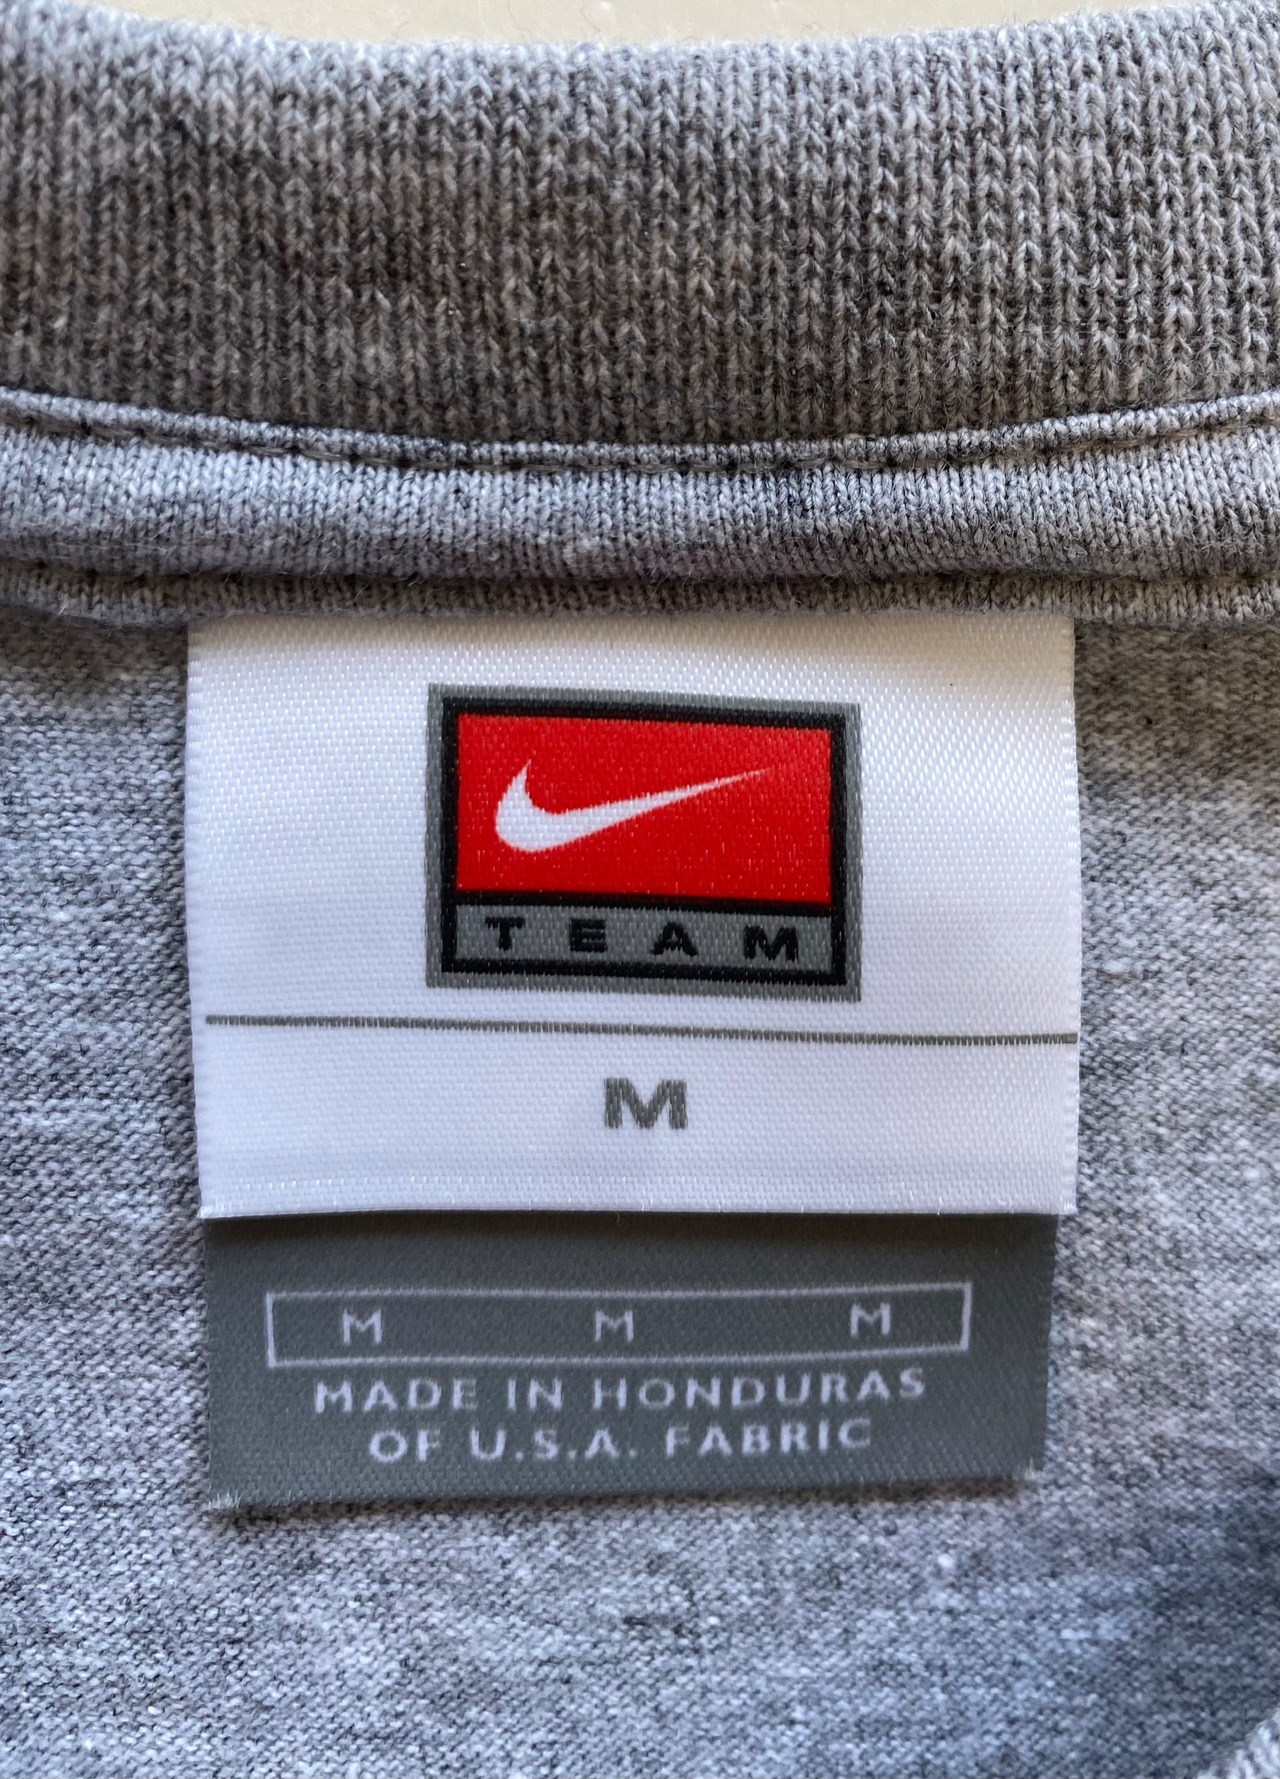 TEAM
M
M M M
MADE IN HONDURAS
OF U.S.A. FABRIC